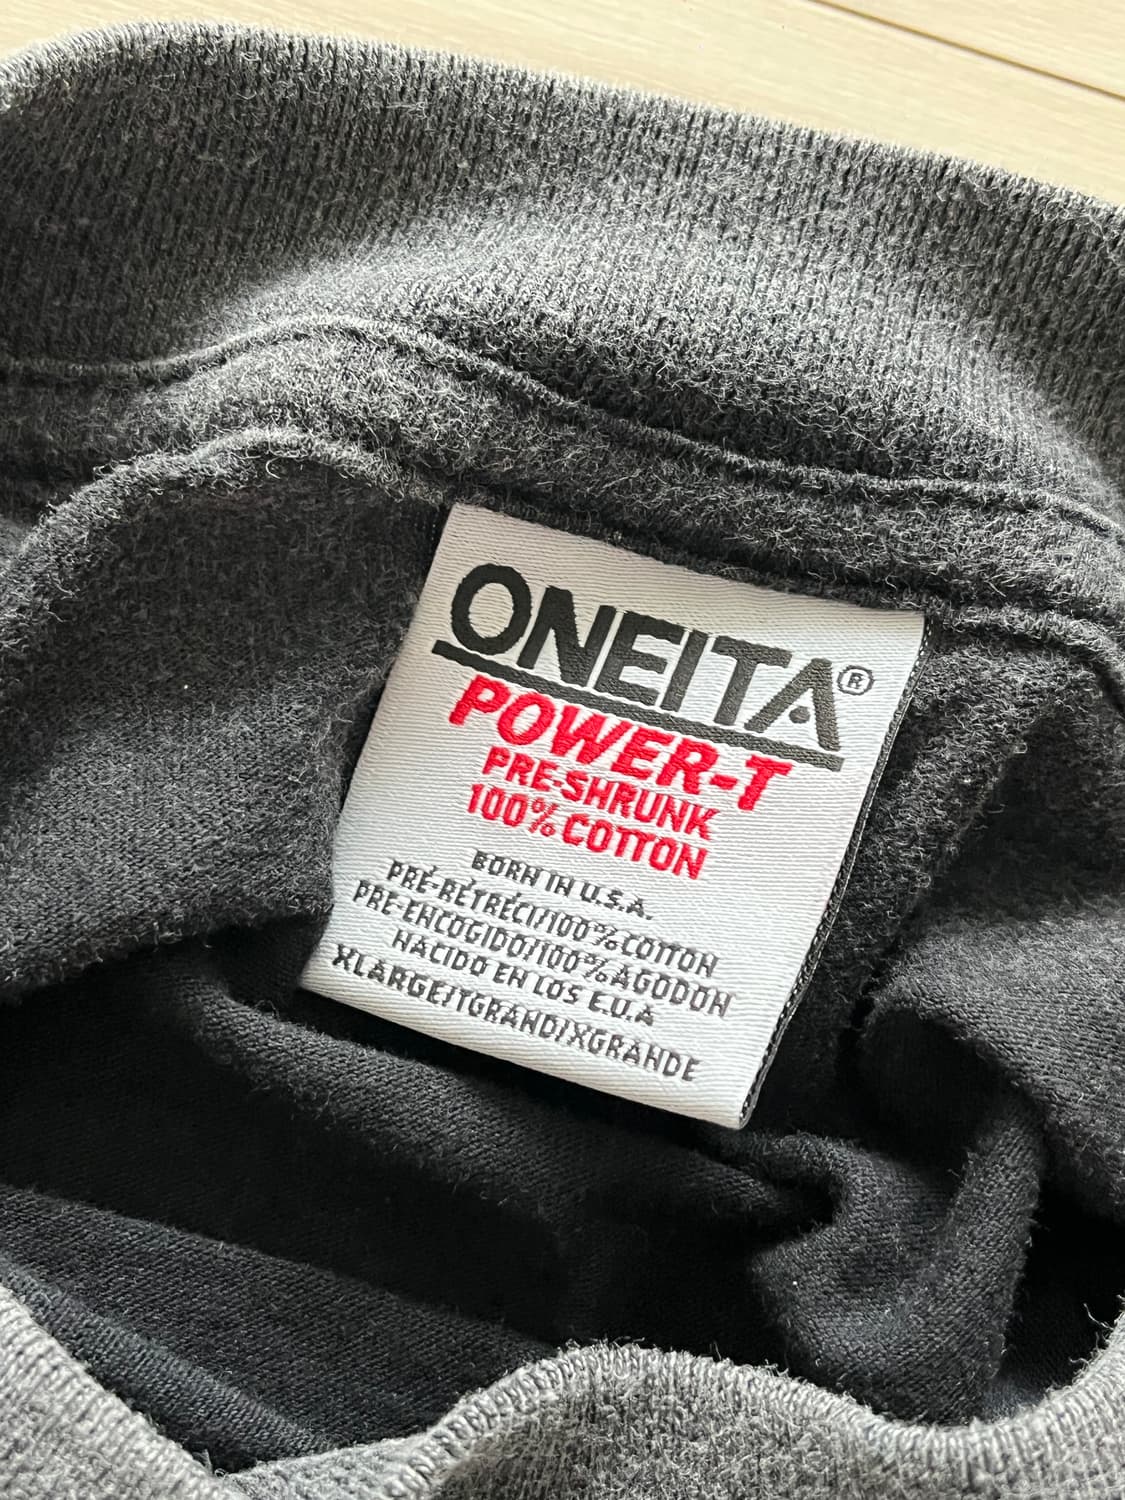 ONEITA®
POWER-T
PRE-SHRUNK
100% COTTON
BORN IN U.S.A.
PRÉ-RÉTRÉCI/100% COTTON
PRE-ENCOGIDO/100% AGODON
NACIDO EN LOS E.U.A
XLARGE/TGRAND/XGRANDE